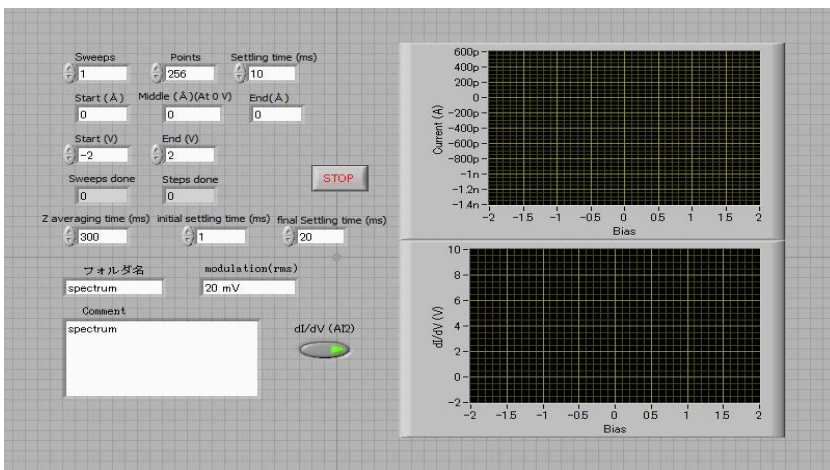 Sweeps Points Settling time (ms)
1 256 10
Start (Å) Middle (Å)(At 0 V) End(Å)
0 0 0
Start (V) End (V)
-2 2
Sweeps done Steps done
0 0
STOP
Z averaging time (ms) initial settling time (ms) final Settling time (ms)
300 1 20
フォルダ名 modulation(rms)
spectrum 20 mV
Comment
spectrum
dI/dV (AI2)
600p
400p
200p
0
-200p
-400p
-600p
-800p
-1n
-1.2n
-1.4n
Current (A)
-2 -1.5 -1 -0.5 0 0.5 1 1.5 2
Bias
10
8
6
4
2
0
-2
dI/dV (V)
-2 -1.5 -1 -0.5 0 0.5 1 1.5 2
Bias